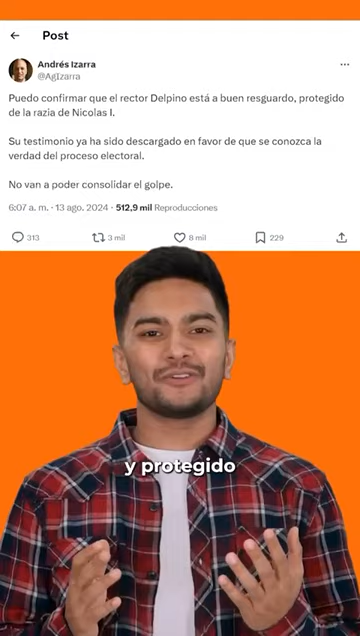 Post
Andrés Izarra
@AgIzarra
Puedo confirmar que el rector Delpino está a buen resguardo, protegido
de la razia de Nicolas I.
Su testimonio ya ha sido descargado en favor de que se conozca la
verdad del proceso electoral.
No van a poder consolidar el golpe.
6:07 a. m. · 13 ago. 2024 · 512,9 mil Reproducciones
313 3 mil 8 mil 229
y protegido